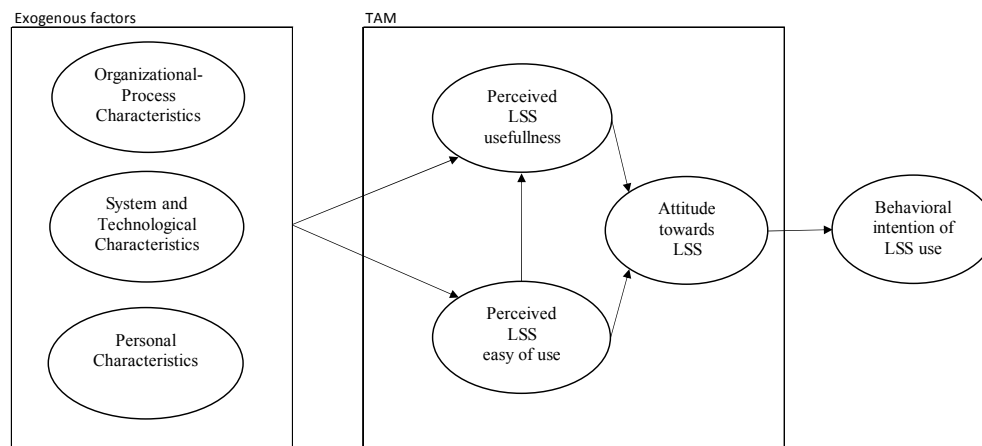 Exogenous factors
Organizational-
Process
Characteristics
System and
Technological
Characteristics
Personal
Characteristics
TAM
Perceived
LSS
usefullness
Perceived
LSS
easy of use
Attitude
towards
LSS
Behavioral
intention of
LSS use